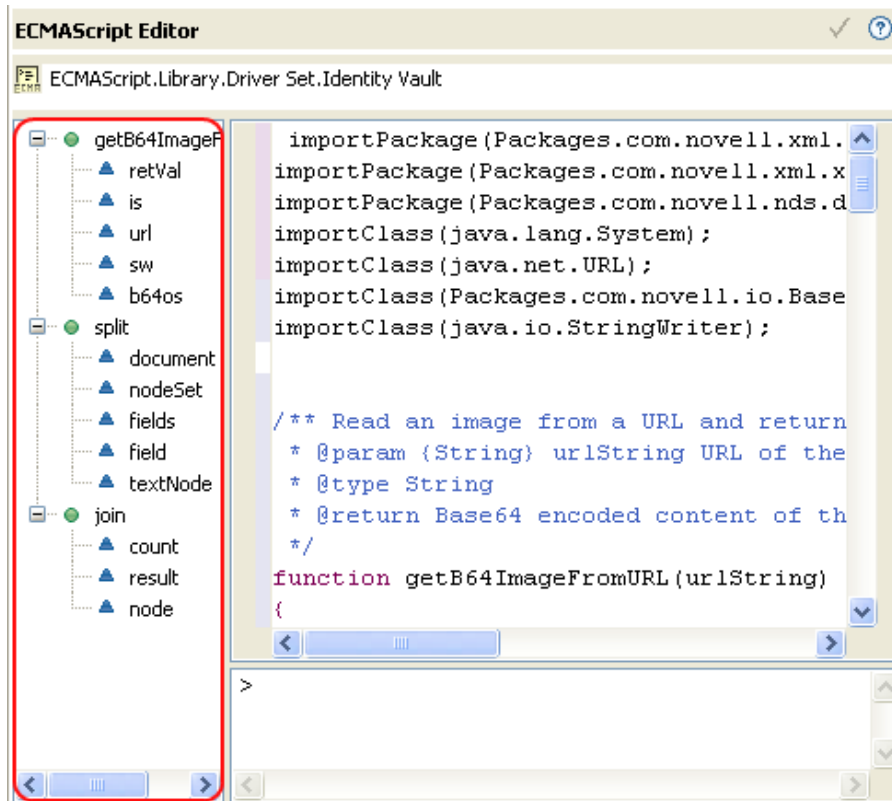 ECMAScript Editor
ECMA
ECMAScript.Library.Driver Set.Identity Vault
getB64ImageF
retVal
is
url
sw
b64os
split
document
nodeSet
fields
field
textNode
join
count
result
node
importPackage(Packages.com.novell.xml.
importPackage(Packages.com.novell.xml.x
importPackage(Packages.com.novell.nds.d
importClass(java.lang.System);
importClass(java.net.URL);
importClass(Packages.com.novell.io.Base
importClass(java.io.StringWriter);
/** Read an image from a URL and return
* @param {String} urlString URL of the
* @type String
* @return Base64 encoded content of th
*/
function getB64ImageFromURL(urlString)
{
>